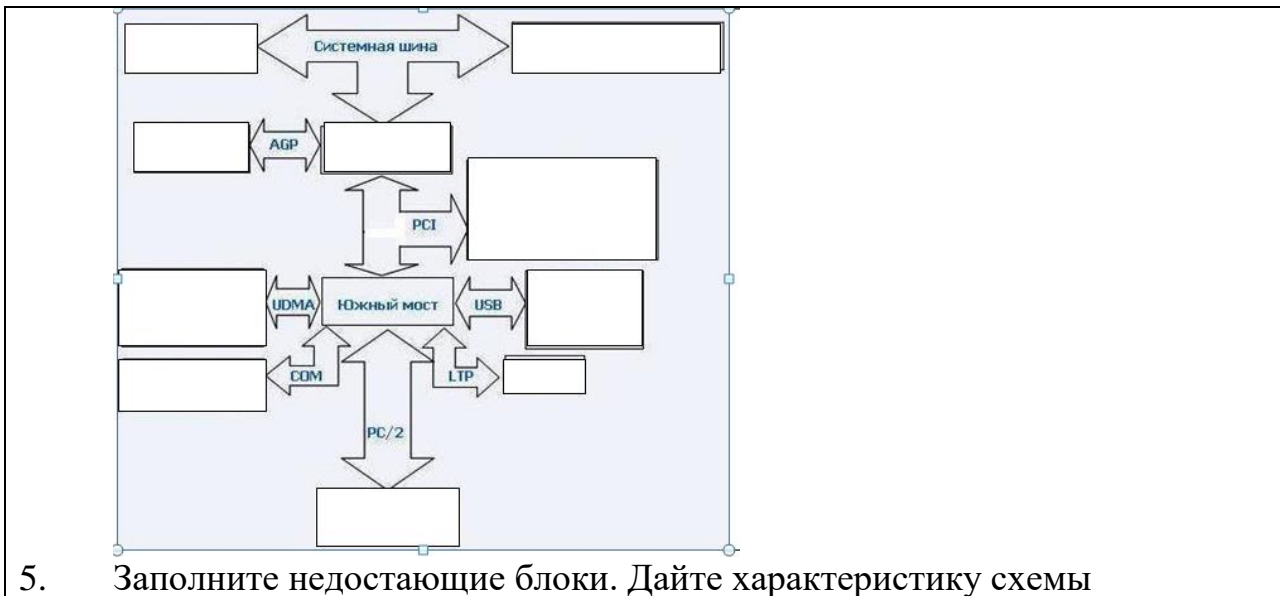 Системная шина
AGP
PCI
UDMA
Южный мост
USB
COM
LTP
PC/2
5. Заполните недостающие блоки. Дайте характеристику схемы